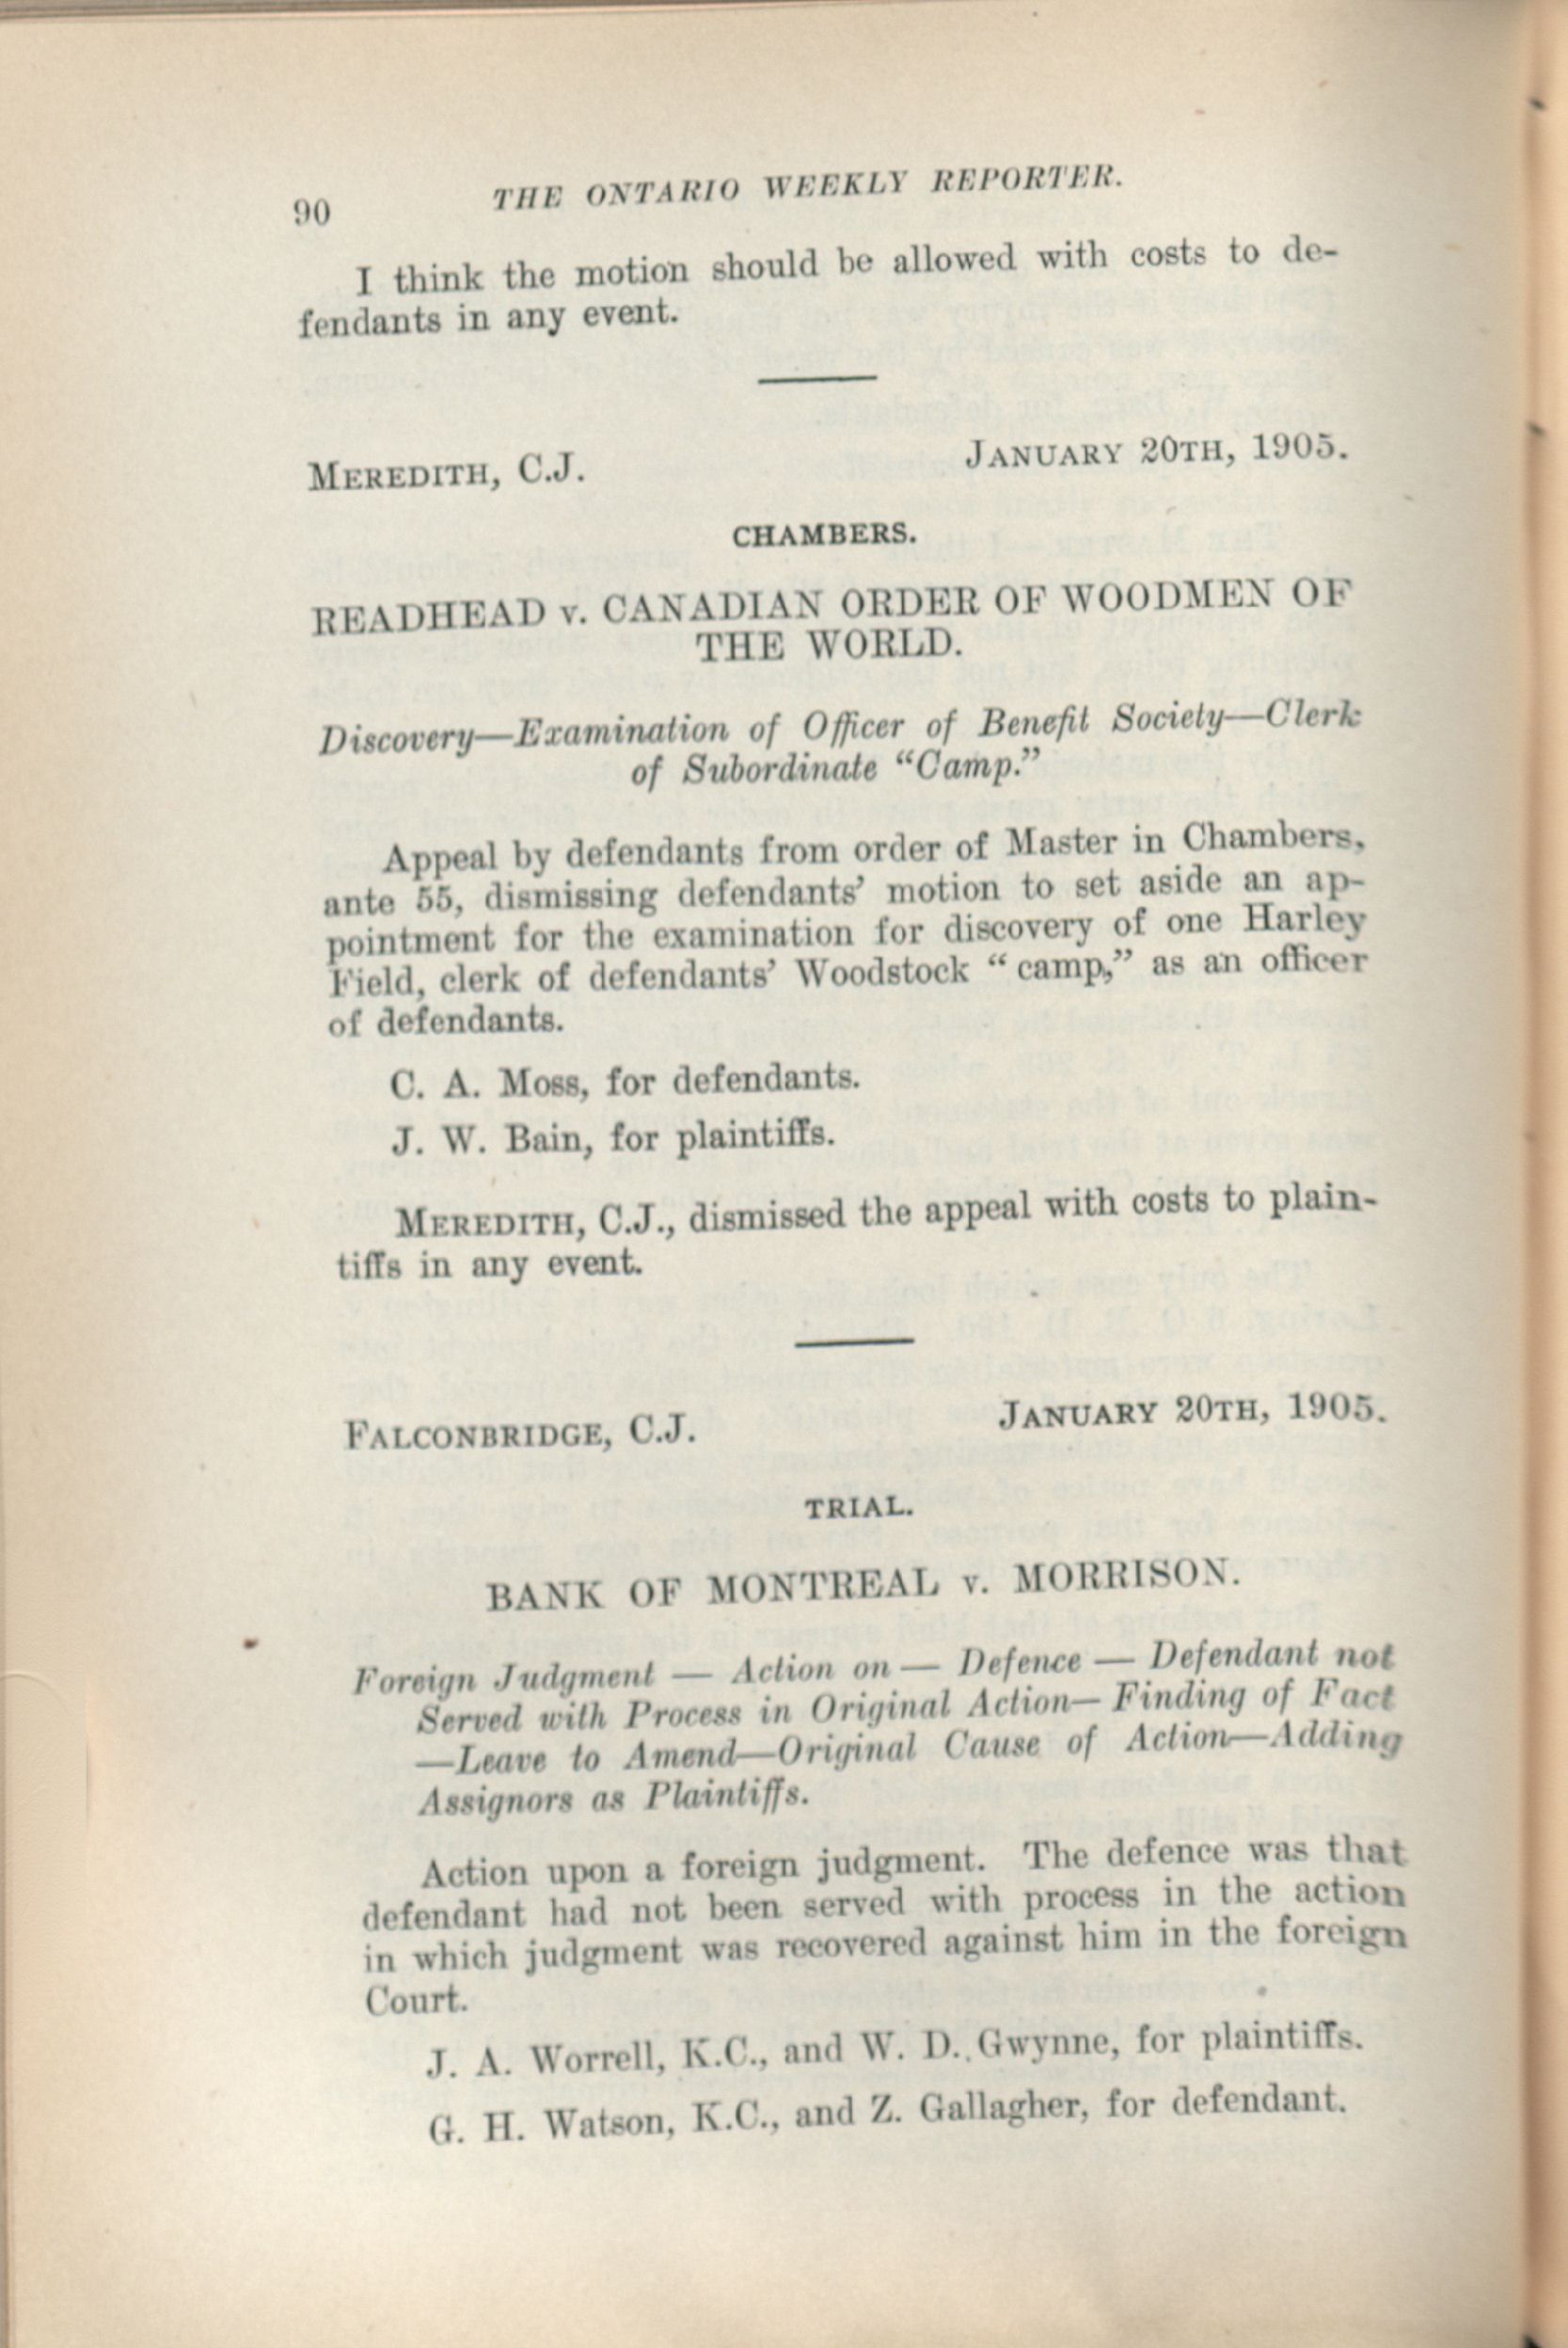 90 THE ONTARIO WEEKLY REPORTER.
I think the motion should be allowed with costs to de-
fendants in any event.
MEREDITH, C.J. JANUARY 20TH, 1905.
CHAMBERS.
READHEAD v. CANADIAN ORDER OF WOODMEN OF
THE WORLD.
Discovery—Examination of Officer of Benefit Society—Clerk
of Subordinate “Camp.”
Appeal by defendants from order of Master in Chambers,
ante 55, dismissing defendants’ motion to set aside an ap-
pointment for the examination for discovery of one Harley
Field, clerk of defendants’ Woodstock “ camp,” as an officer
of defendants.
C. A. Moss, for defendants.
J. W. Bain, for plaintiffs.
MEREDITH, C.J., dismissed the appeal with costs to plain-
tiffs in any event.
FALCONBRIDGE, C.J. JANUARY 20TH, 1905.
TRIAL.
BANK OF MONTREAL v. MORRISON.
Foreign Judgment — Action on — Defence — Defendant not
Served with Process in Original Action— Finding of Fact
—Leave to Amend—Original Cause of Action—Adding
Assignors as Plaintiffs.
Action upon a foreign judgment. The defence was that
defendant had not been served with process in the action
in which judgment was recovered against him in the foreign
Court.
J. A. Worrell, K.C., and W. D. Gwynne, for plaintiffs.
G. H. Watson, K.C., and Z. Gallagher, for defendant.